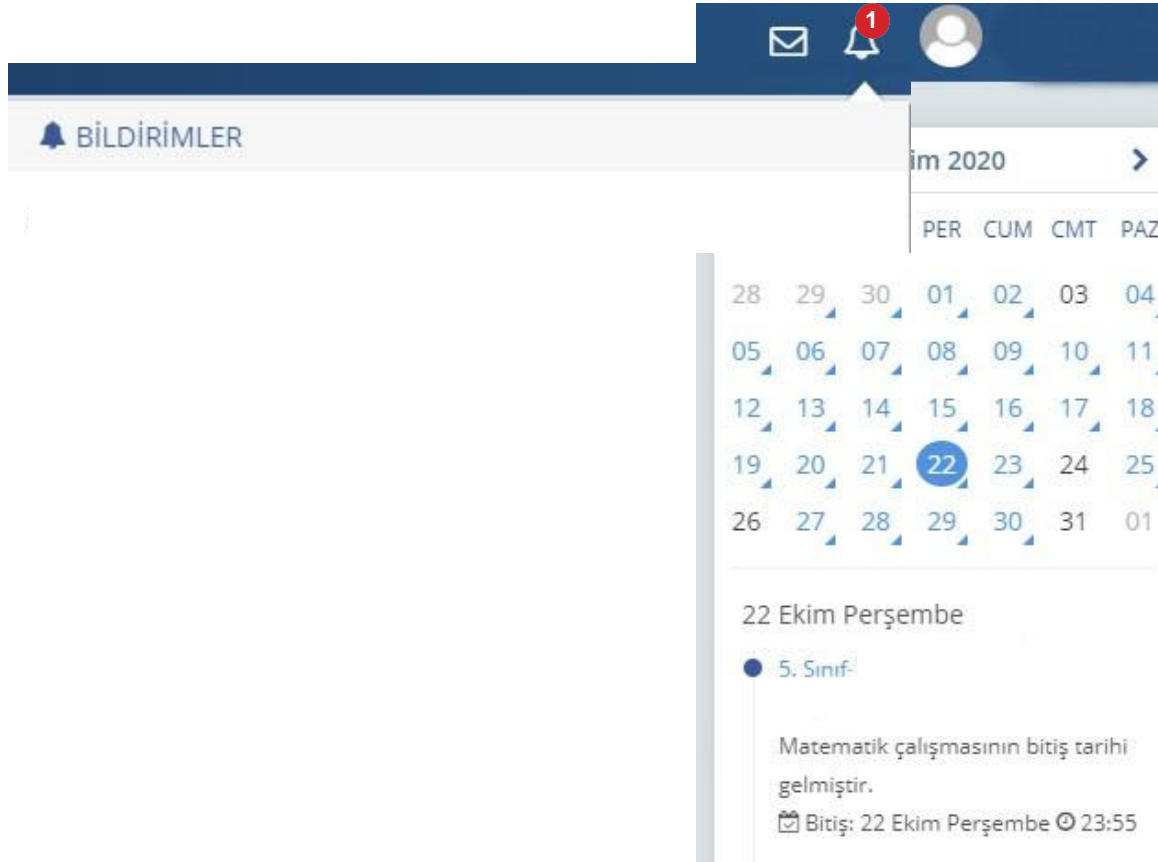 1
BİLDİRİMLER
im 2020
PER CUM CMT PAZ
28 29 30 01 02 03 04
05 06 07 08 09 10 11
12 13 14 15 16 17 18
19 20 21 22 23 24 25
26 27 28 29 30 31 01
22 Ekim Perşembe
5. Sınıf-
Matematik çalışmasının bitiş tarihi
gelmiştir.
Bitiş: 22 Ekim Perşembe 23:55